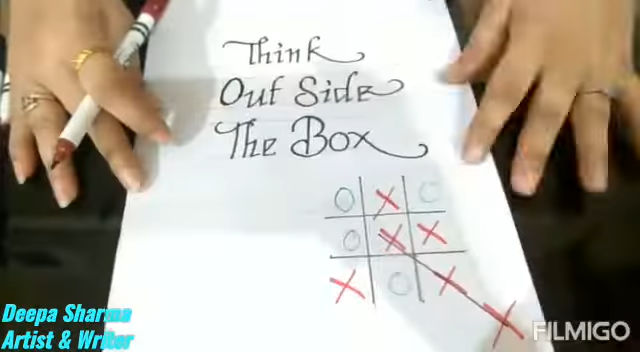 Think
Out Side
The Box
O X O
O X X
X O X
X
Deepa Sharma
Artist & Writer
FILMIGO